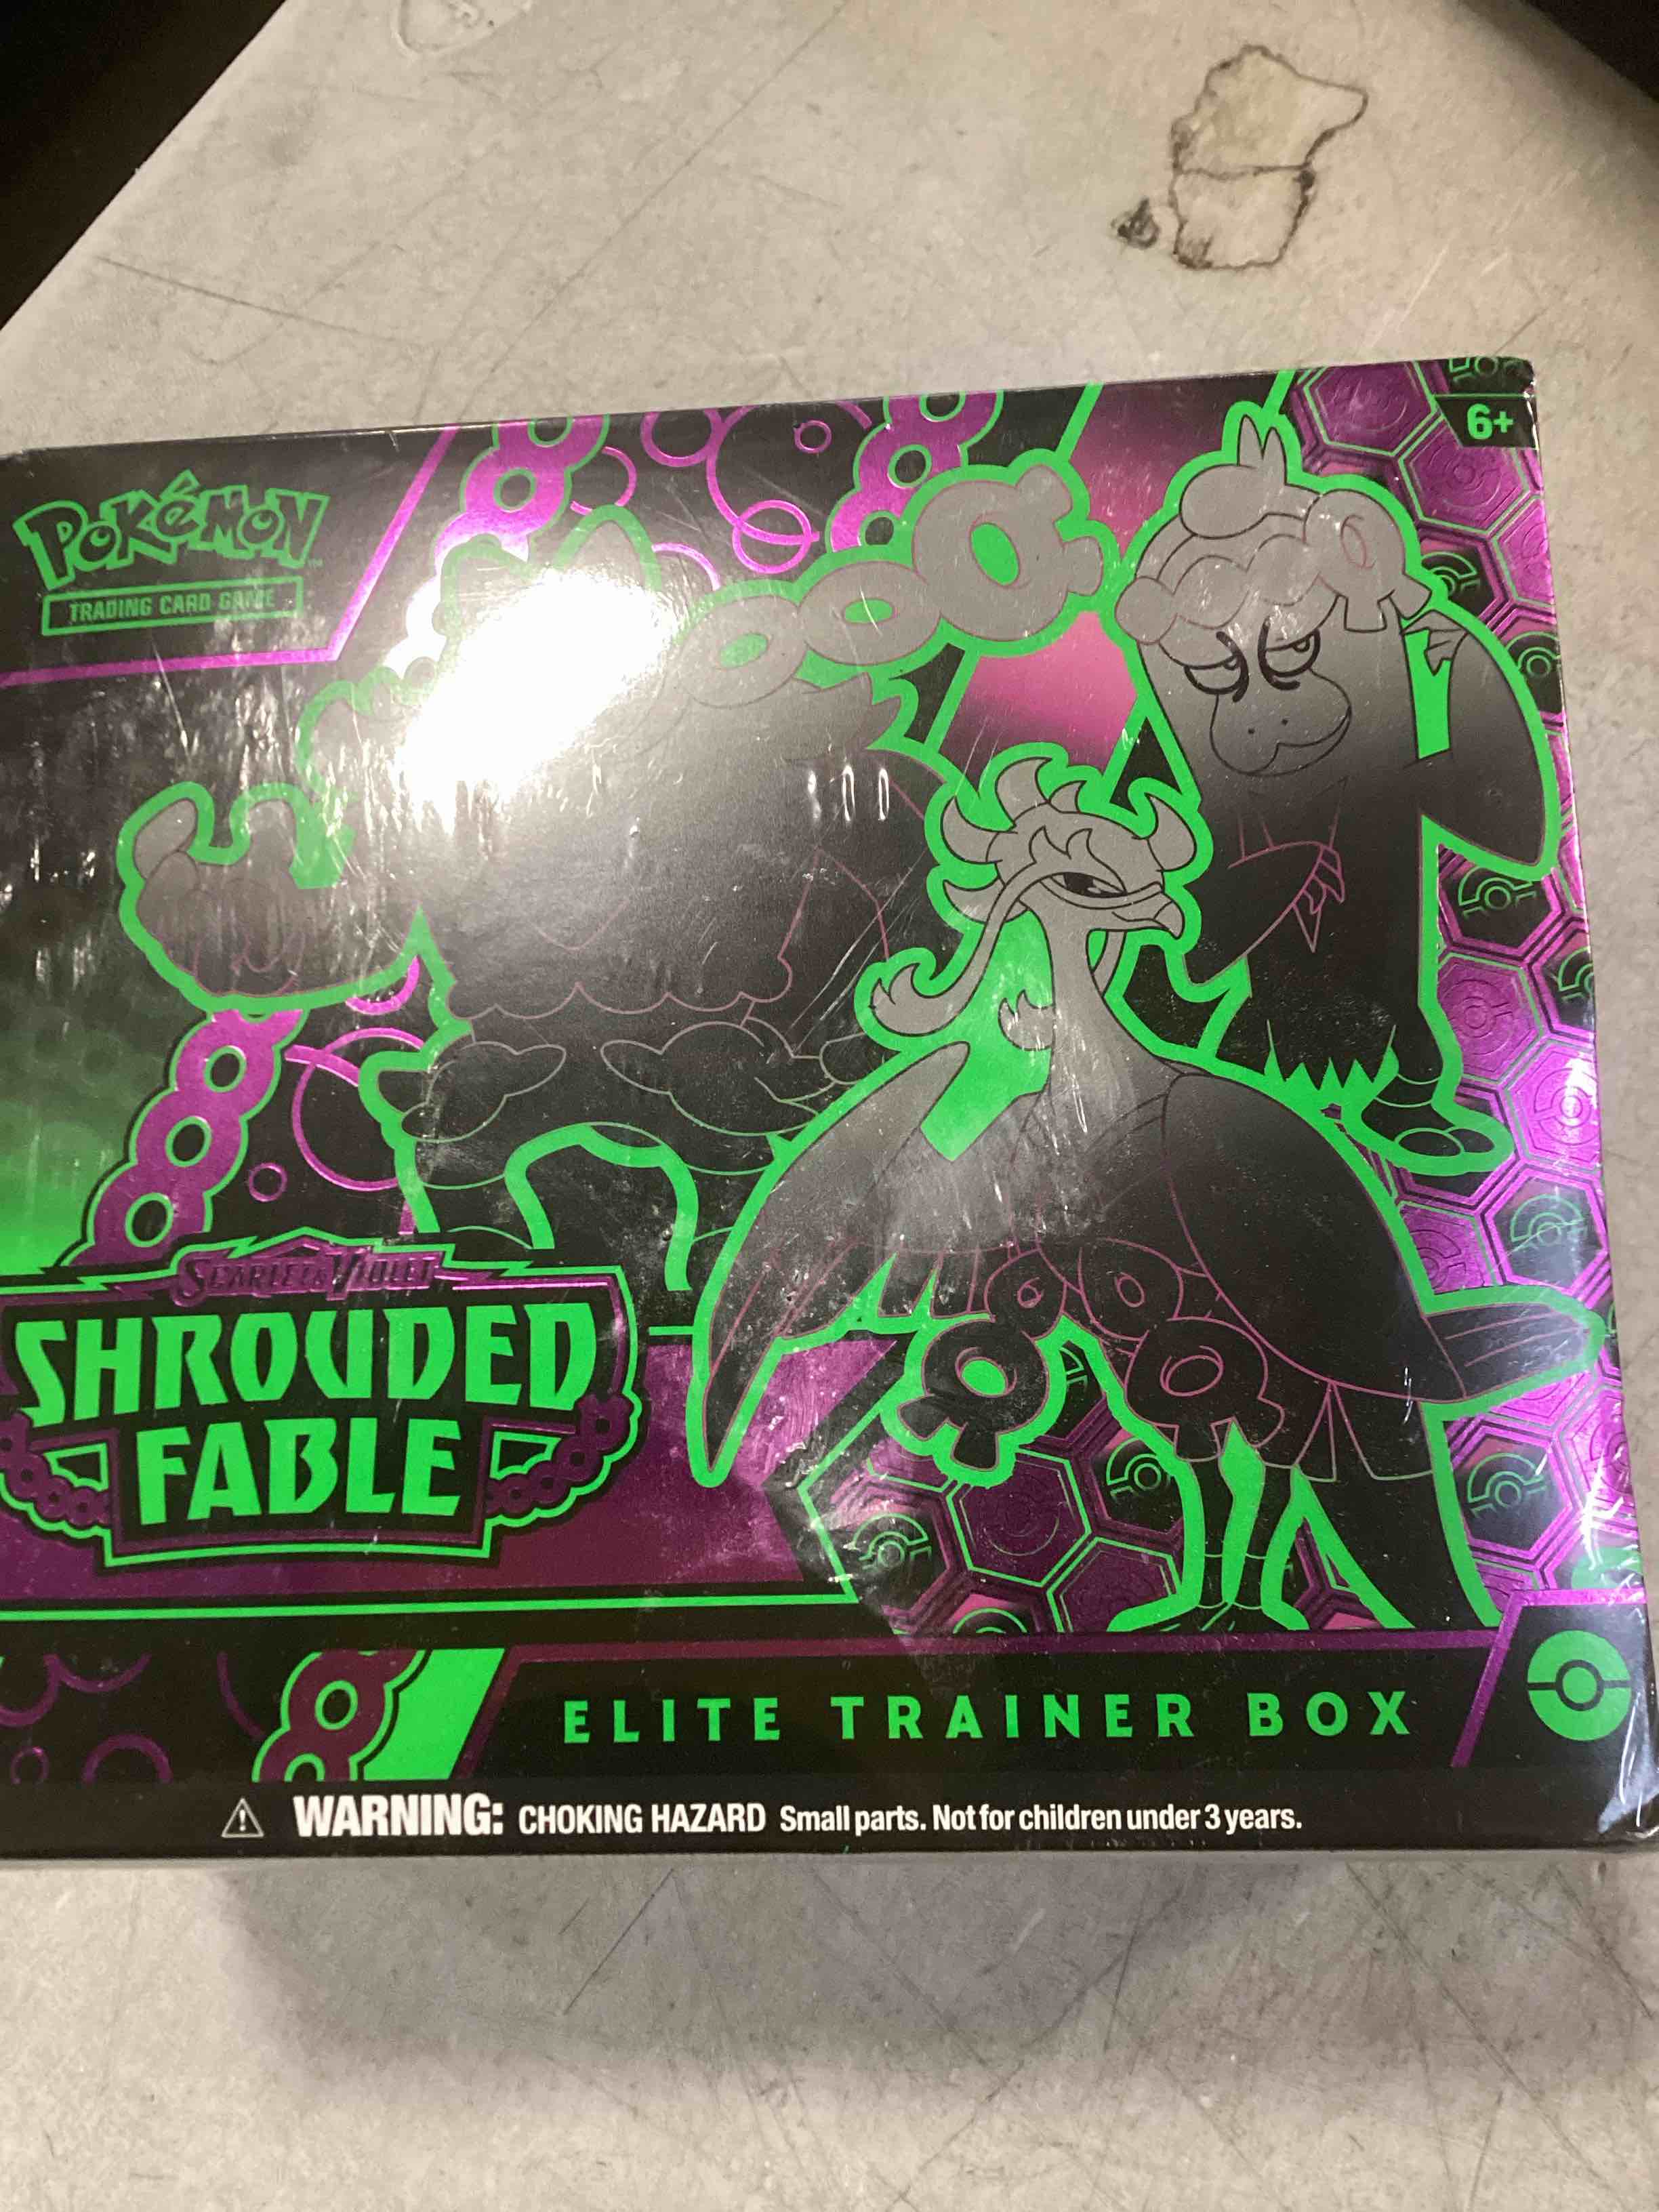 6+
POKéMON
TRADING CARD GAME
SCARLET & VIOLET
SHROUDED
FABLE
ELITE TRAINER BOX
WARNING: CHOKING HAZARD Small parts. Not for children under 3 years.